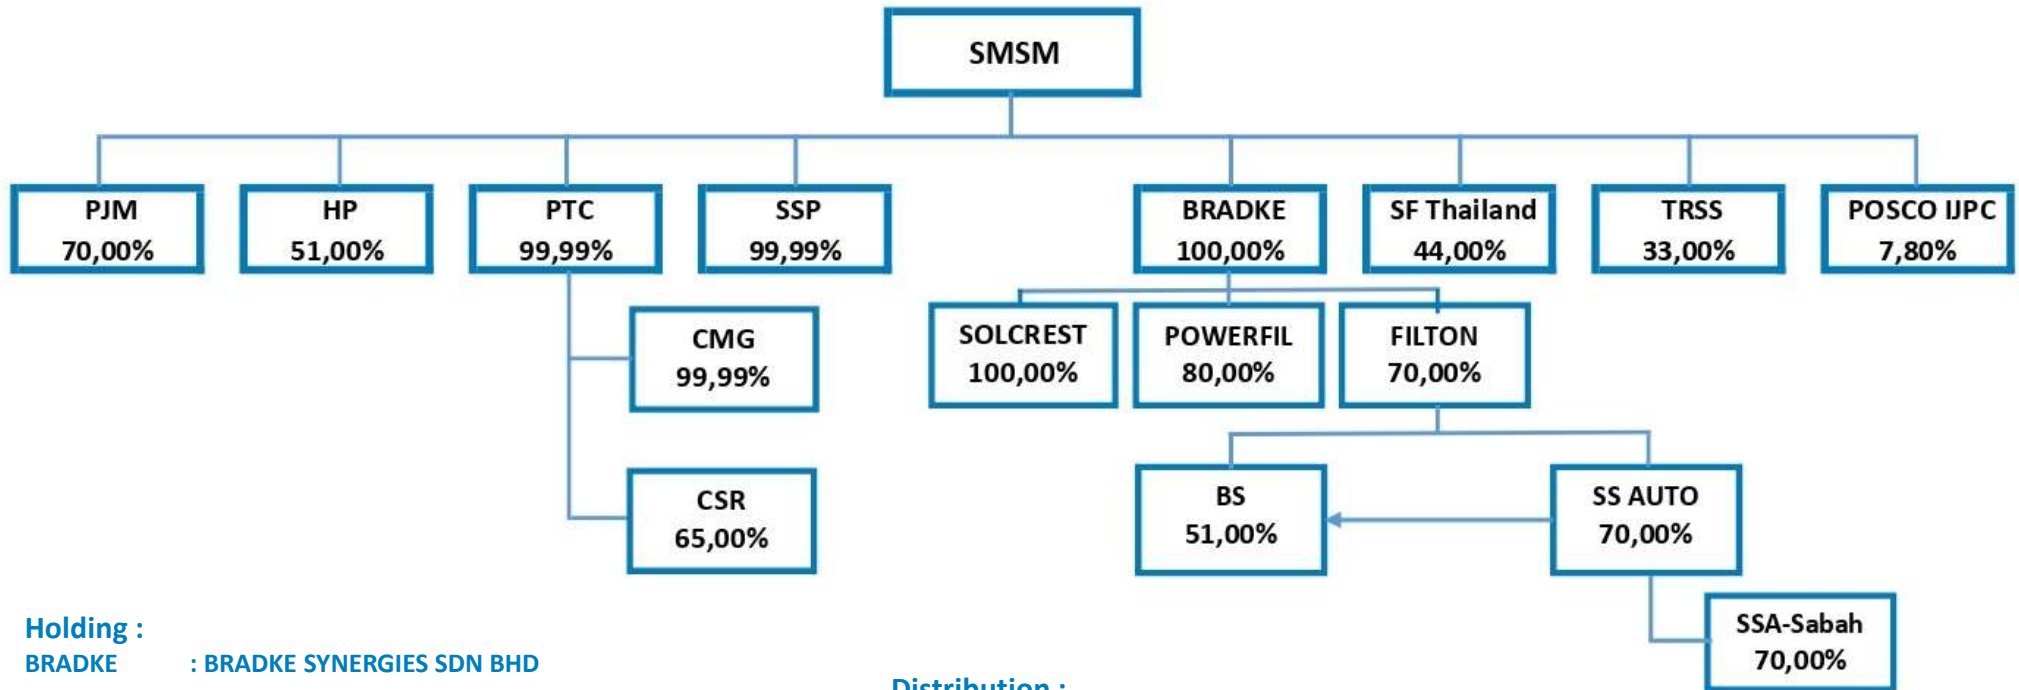 SMSM
PJM
70,00%
HP
51,00%
PTC
99,99%
SSP
99,99%
BRADKE
100,00%
SF Thailand
44,00%
TRSS
33,00%
POSCO IJPC
7,80%
CMG
99,99%
SOLCREST
100,00%
POWERFIL
80,00%
FILTON
70,00%
CSR
65,00%
BS
51,00%
SS AUTO
70,00%
SSA-Sabah
70,00%
Holding :
BRADKE : BRADKE SYNERGIES SDN BHD
Distribution :